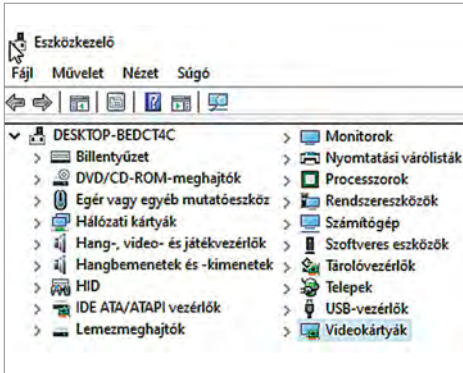 Eszközkezelő
Fájl Művelet Nézet Súgó
DESKTOP-BEDCT4C
Billentyűzet
DVD/CD-ROM-meghajtók
Egér vagy egyéb mutatóeszköz
Hálózati kártyák
Hang-, video- és játékvezérlők
Hangbemenetek és -kimenetek
HID
IDE ATA/ATAPI vezérlők
Lemezmeghajtók
Monitorok
Nyomtatási várólisták
Processzorok
Rendszereszközök
Számítógép
Szoftveres eszközök
Tárolóvezérlők
Telepek
USB-vezérlők
Videokártyák